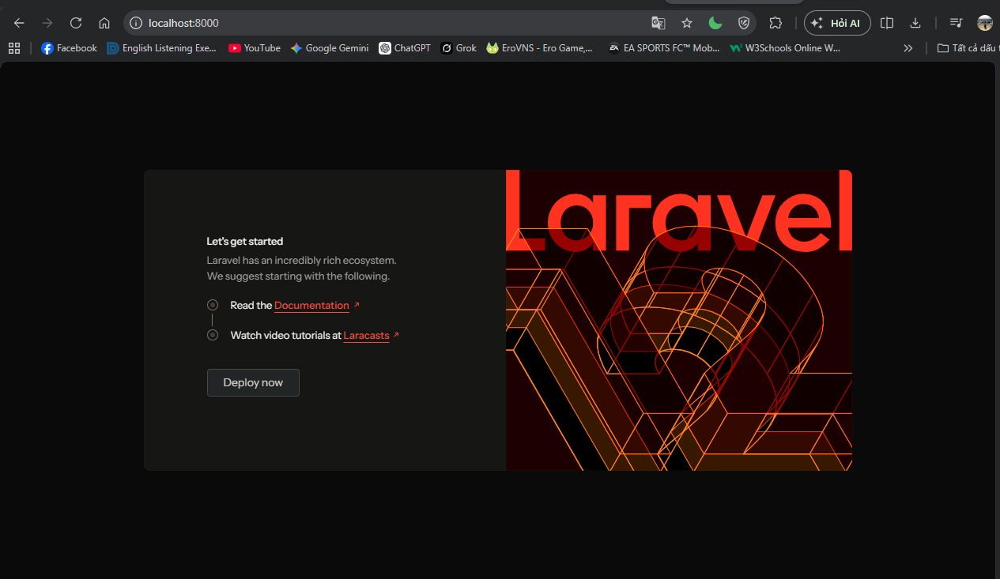 localhost:8000
Hỏi AI
Facebook
English Listening Exe...
YouTube
Google Gemini
ChatGPT
Grok
EroVNS - Ero Game,...
EA SPORTS FC™ Mob...
W3Schools Online W...
Tất cả dấu
Laravel
Let's get started
Laravel has an incredibly rich ecosystem.
We suggest starting with the following.
Read the Documentation
Watch video tutorials at Laracasts
Deploy now